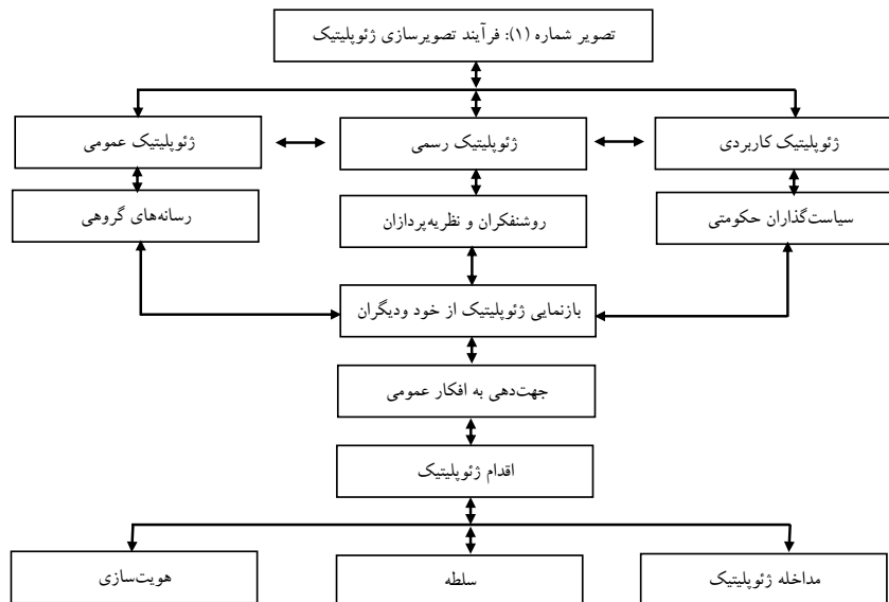 تصویر شماره (۱): فرآیند تصویرسازی ژئوپلیتیک
ژئوپلیتیک کاربردی
ژئوپلیتیک رسمی
ژئوپلیتیک عمومی
سیاست‌گذاران حکومتی
روشنفکران و نظریه‌پردازان
رسانه‌های گروهی
بازنمایی ژئوپلیتیک از خود ودیگران
جهت‌دهی به افکار عمومی
اقدام ژئوپلیتیک
مداخله ژئوپلیتیک
سلطه
هویت‌سازی